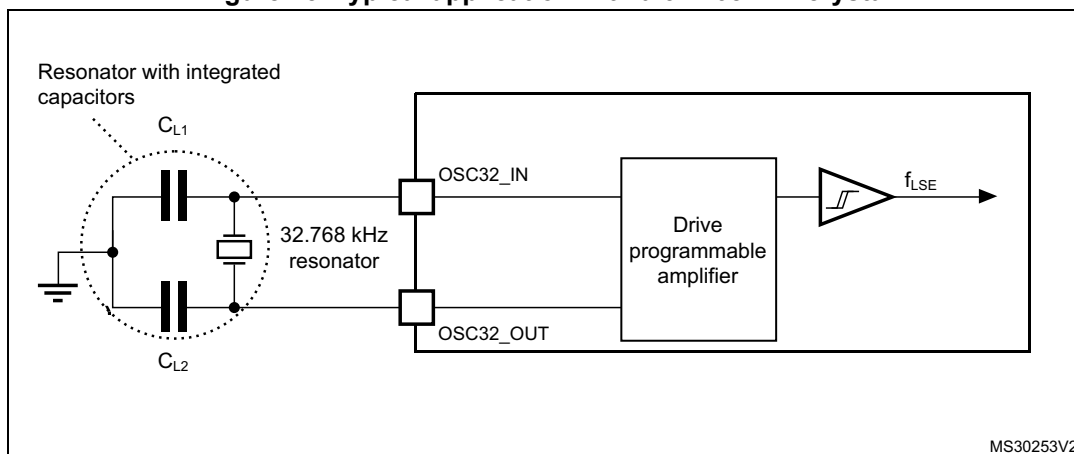 Resonator with integrated
capacitors
CL1
OSC32_IN
fLSE
32.768 kHz
resonator
Drive
programmable
amplifier
OSC32_OUT
CL2
MS30253V2